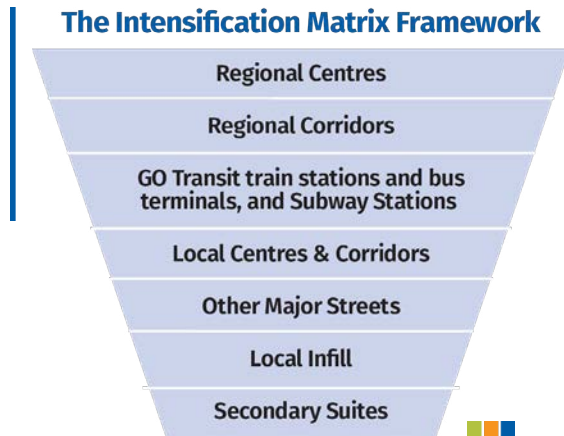 The Intensification Matrix Framework
Regional Centres
Regional Corridors
GO Transit train stations and bus
terminals, and Subway Stations
Local Centres & Corridors
Other Major Streets
Local Infill
Secondary Suites